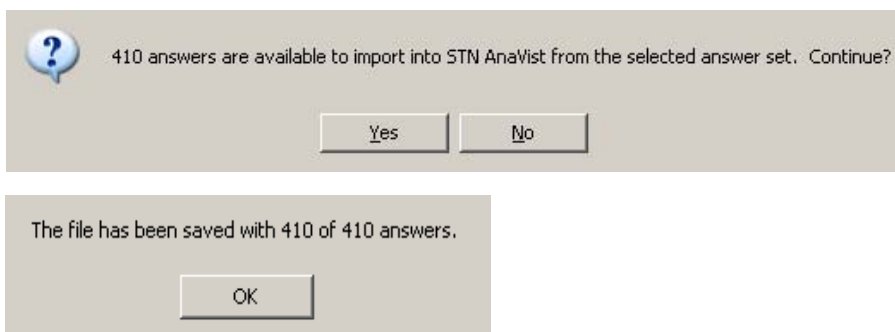 410 answers are available to import into STN AnaVist from the selected answer set. Continue?
Yes No
The file has been saved with 410 of 410 answers.
OK